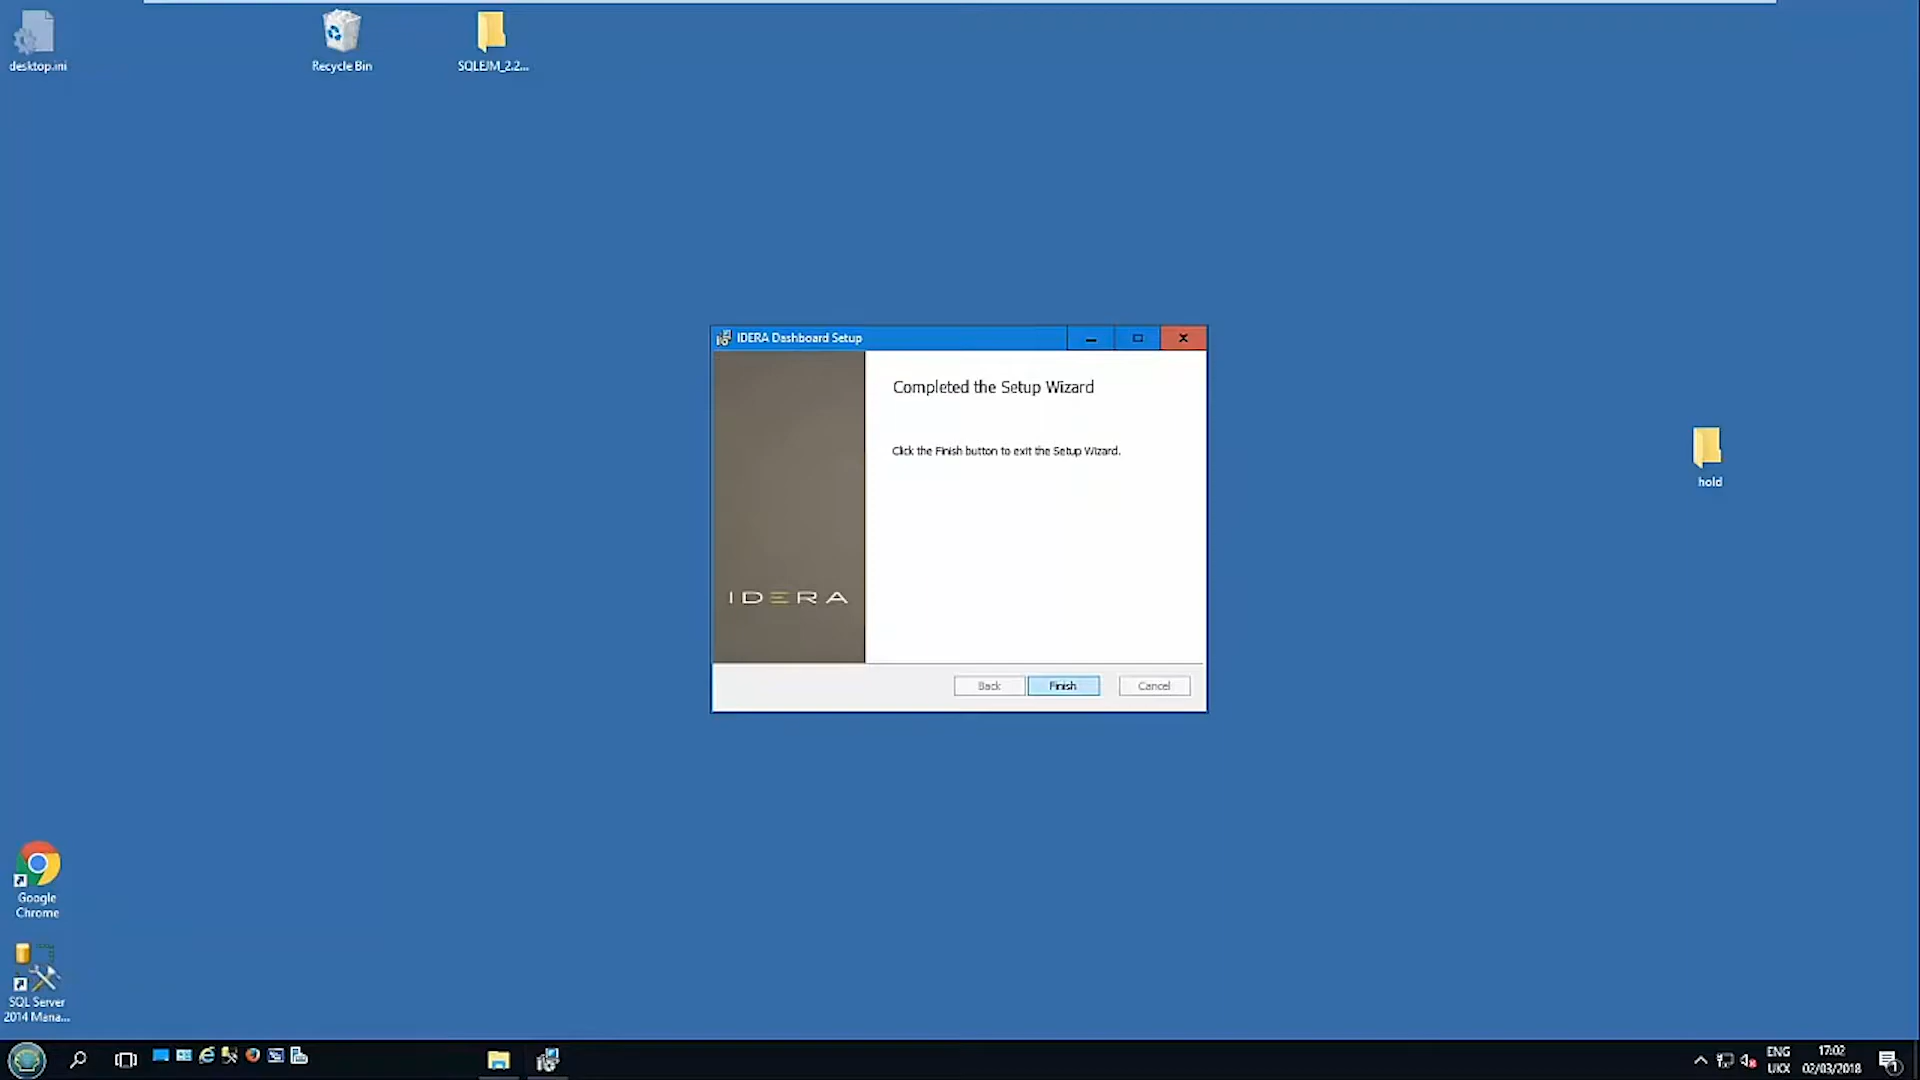 desktop.ini
Recycle Bin
SQLEJM_2.2...
IDERA Dashboard Setup
Completed the Setup Wizard
Click the Finish button to exit the Setup Wizard.
IDERA
Back
Finish
Cancel
hold
Google
Chrome
SQL Server
2014 Mana...
ENG
UKX
17:02
02/03/2018
1